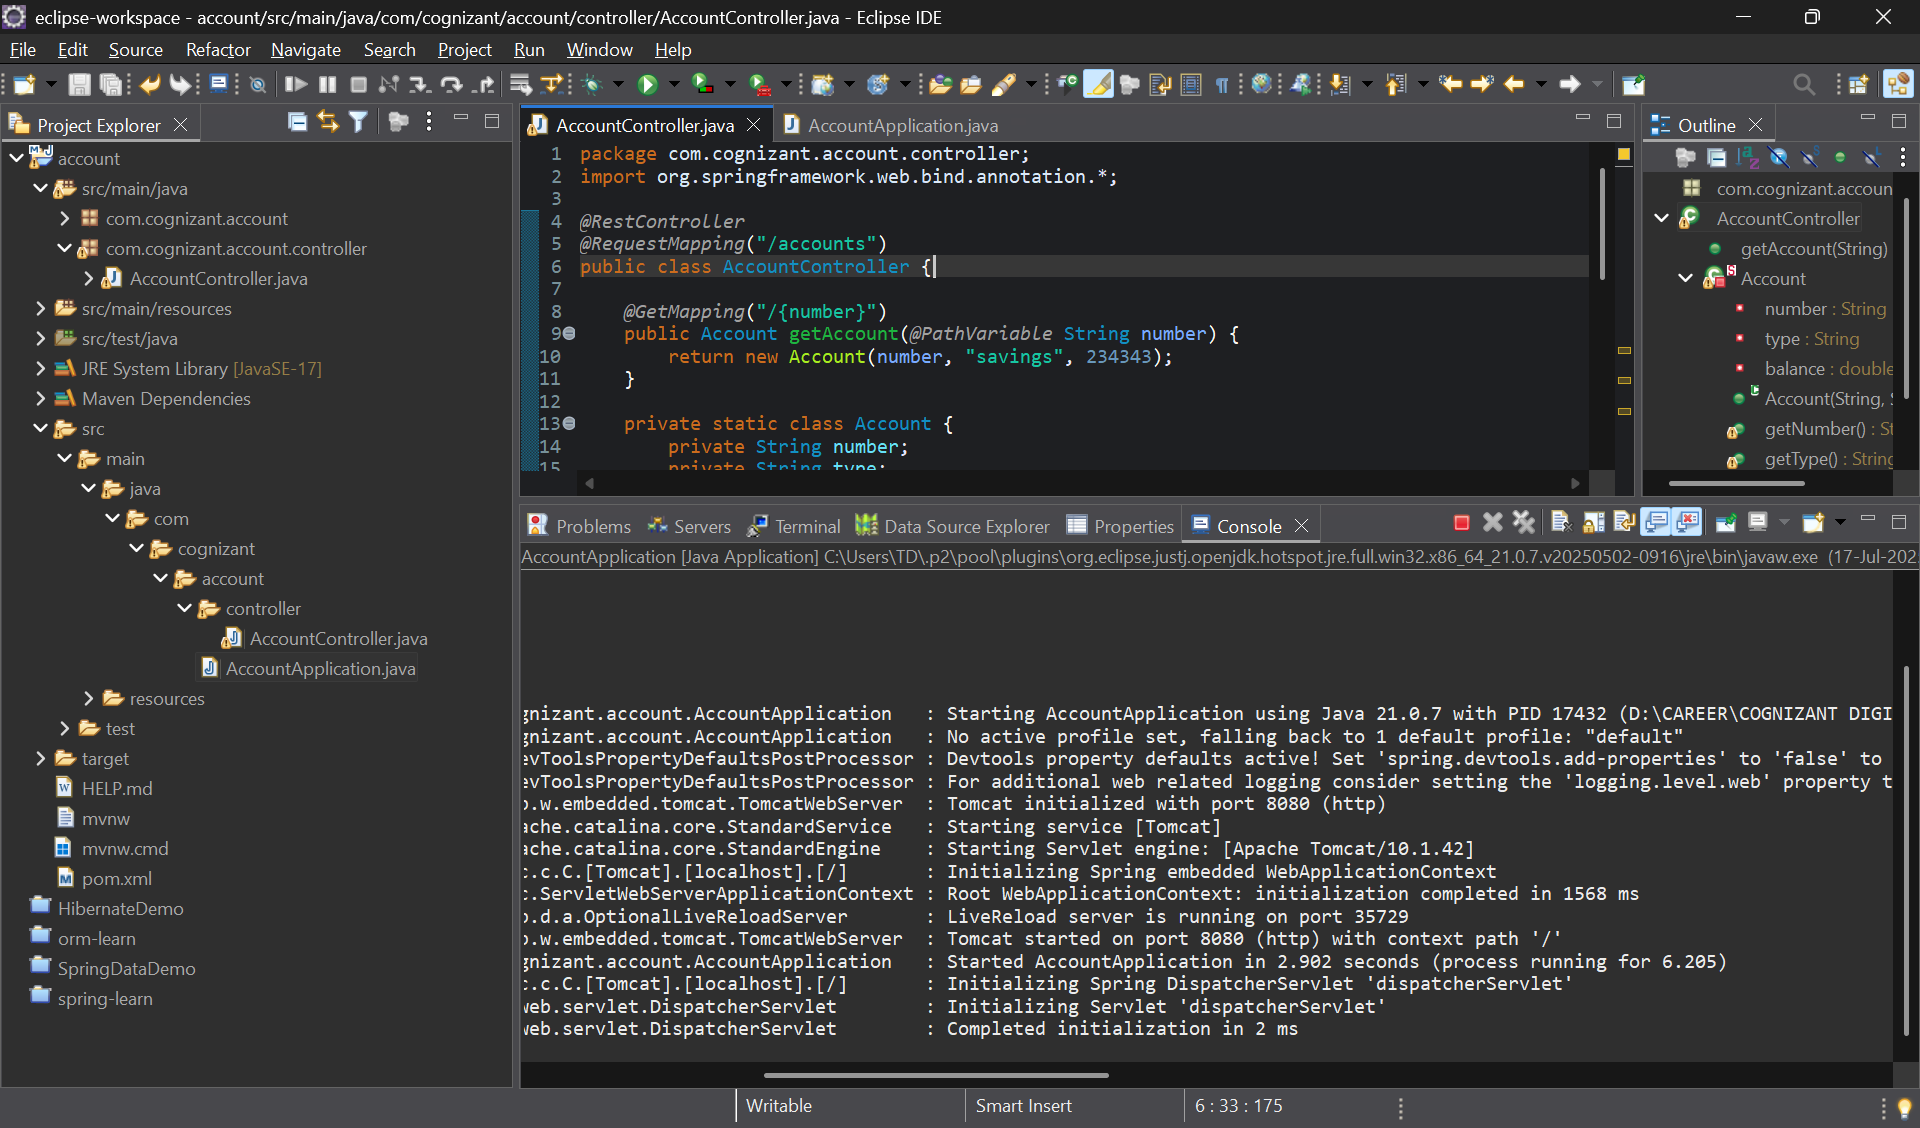 eclipse-workspace - account/src/main/java/com/cognizant/account/controller/AccountController.java - Eclipse IDE
File Edit Source Refactor Navigate Search Project Run Window Help
Project Explorer
account
src/main/java
com.cognizant.account
com.cognizant.account.controller
AccountController.java
src/main/resources
src/test/java
JRE System Library [JavaSE-17]
Maven Dependencies
src
main
java
com
cognizant
account
controller
AccountController.java
AccountApplication.java
resources
test
target
HELP.md
mvnw
mvnw.cmd
pom.xml
HibernateDemo
orm-learn
SpringDataDemo
spring-learn
AccountController.java AccountApplication.java
1 package com.cognizant.account.controller;
2 import org.springframework.web.bind.annotation.*;
3
4 @RestController
5 @RequestMapping("/accounts")
6 public class AccountController {
7
8 @GetMapping("/{number}")
9 public Account getAccount(@PathVariable String number) {
10 return new Account(number, "savings", 234343);
11 }
12
13 private static class Account {
14 private String number;
15 private String type;
Outline
com.cognizant.accoun
AccountController
getAccount(String)
Account
number : String
type : String
balance : double
Account(String,
getNumber() : St
getType() : String
Problems Servers Terminal Data Source Explorer Properties Console
AccountApplication [Java Application] C:\Users\TD\.p2\pool\plugins\org.eclipse.justj.openjdk.hotspot.jre.full.win32.x86_64_21.0.7.v20250502-0916\jre\bin\javaw.exe (17-Jul-202
gnizant.account.AccountApplication : Starting AccountApplication using Java 21.0.7 with PID 17432 (D:\CAREER\COGNIZANT DIGI
gnizant.account.AccountApplication : No active profile set, falling back to 1 default profile: "default"
evToolsPropertyDefaultsPostProcessor : Devtools property defaults active! Set 'spring.devtools.add-properties' to 'false' to
evToolsPropertyDefaultsPostProcessor : For additional web related logging consider setting the 'logging.level.web' property t
o.w.embedded.tomcat.TomcatWebServer : Tomcat initialized with port 8080 (http)
ache.catalina.core.StandardService : Starting service [Tomcat]
ache.catalina.core.StandardEngine : Starting Servlet engine: [Apache Tomcat/10.1.42]
.c.C.[Tomcat].[localhost].[/] : Initializing Spring embedded WebApplicationContext
.ServletWebServerApplicationContext : Root WebApplicationContext: initialization completed in 1568 ms
o.d.a.OptionalLiveReloadServer : LiveReload server is running on port 35729
o.w.embedded.tomcat.TomcatWebServer : Tomcat started on port 8080 (http) with context path '/'
gnizant.account.AccountApplication : Started AccountApplication in 2.902 seconds (process running for 6.205)
.c.C.[Tomcat].[localhost].[/] : Initializing Spring DispatcherServlet 'dispatcherServlet'
web.servlet.DispatcherServlet : Initializing Servlet 'dispatcherServlet'
web.servlet.DispatcherServlet : Completed initialization in 2 ms
Writable Smart Insert 6 : 33 : 175